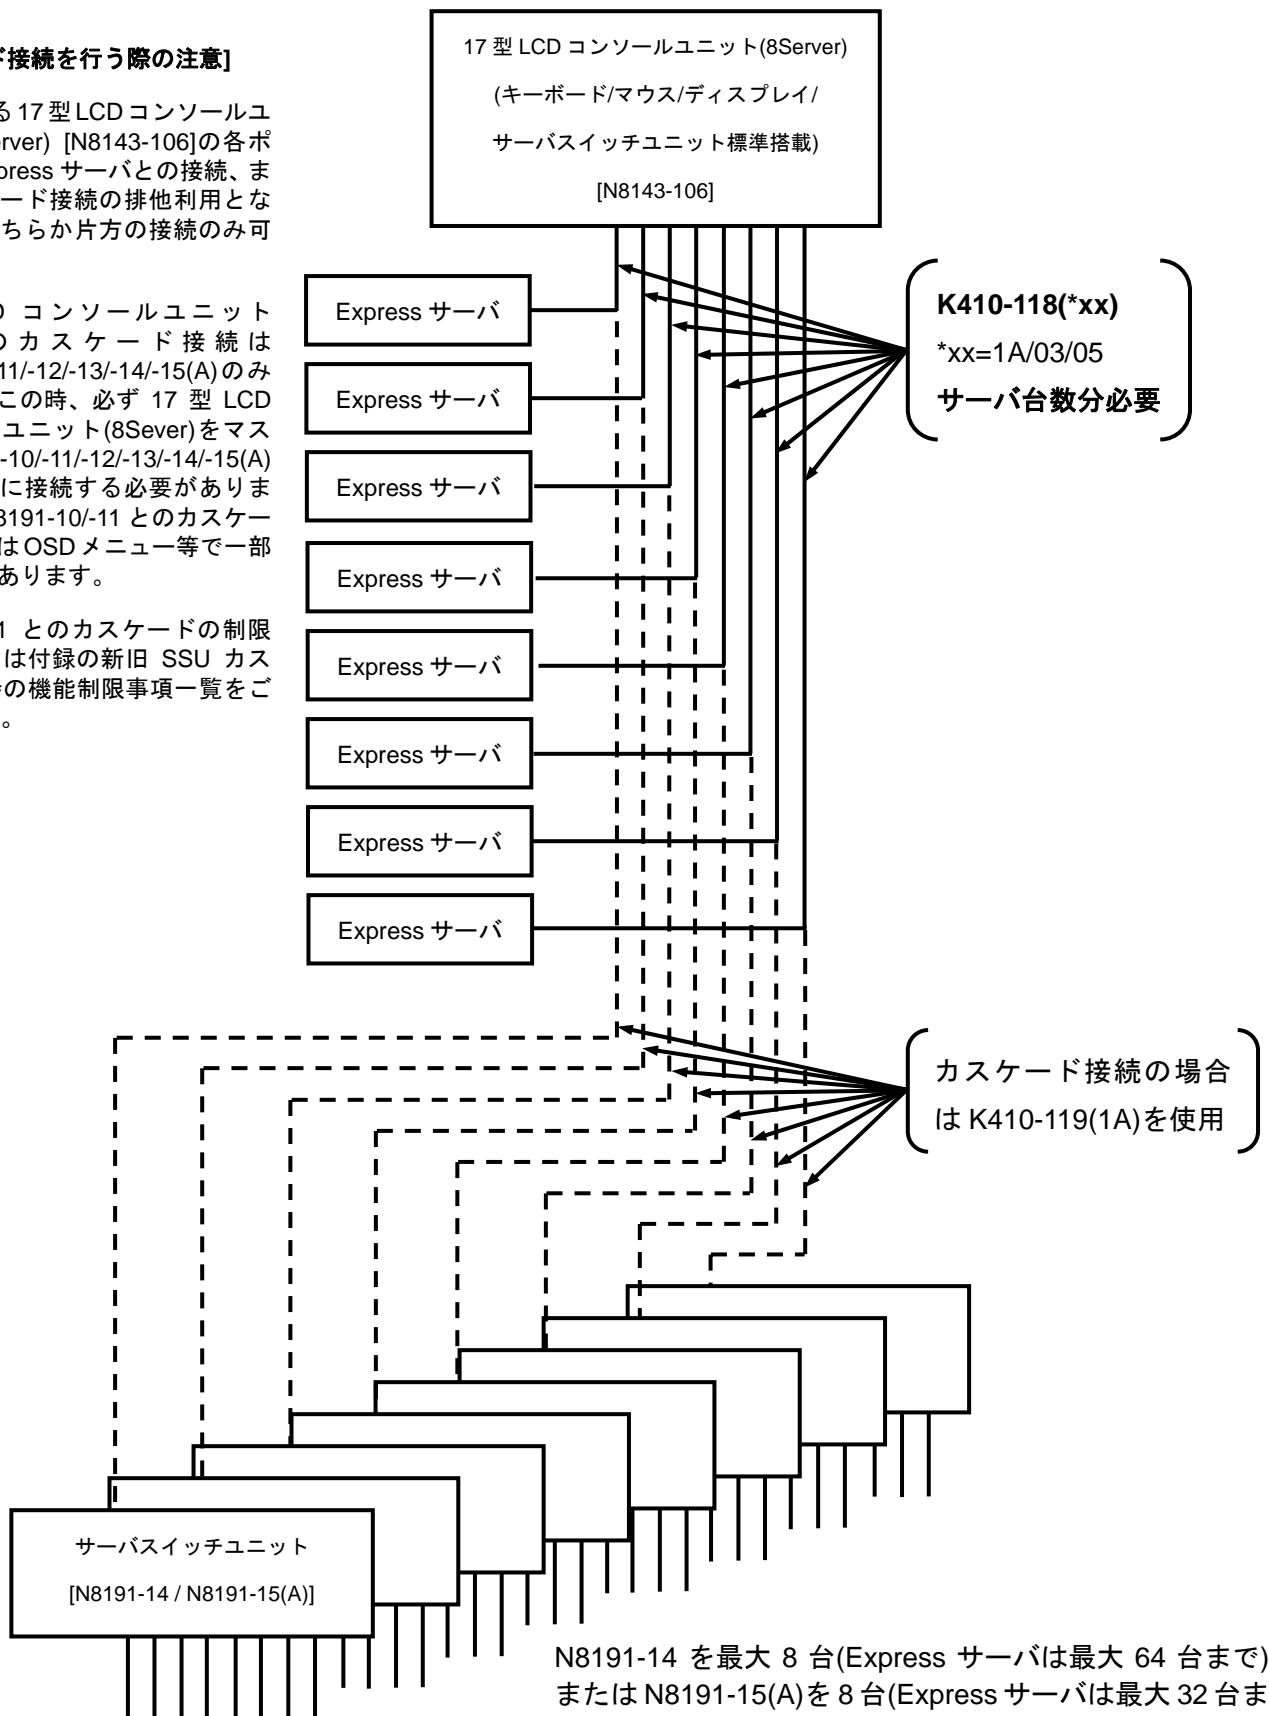 ド接続を行う際の注意]
る 17 型 LCD コンソールユ
erver) [N8143-106]の各ポ
press サーバとの接続、ま
ード接続の排他利用とな
ちらか片方の接続のみ可
コンソールユニット
のカスケード接続は
11/-12/-13/-14/-15(A)のみ
この時、必ず 17 型 LCD
ユニット(8Sever)をマス
-10/-11/-12/-13/-14/-15(A)
に接続する必要がありま
8191-10/-11 とのカスケー
は OSD メニュー等で一部
あります。
1 とのカスケードの制限
は付録の新旧 SSU カス
の機能制限事項一覧をご
。
17 型 LCD コンソールユニット(8Server)
(キーボード/マウス/ディスプレイ/
サーバスイッチユニット標準搭載)
[N8143-106]
K410-118(*xx)
*xx=1A/03/05
サーバ台数分必要
Express サーバ
Express サーバ
Express サーバ
Express サーバ
Express サーバ
Express サーバ
Express サーバ
Express サーバ
カスケード接続の場合
は K410-119(1A)を使用
サーバスイッチユニット
[N8191-14 / N8191-15(A)]
N8191-14 を最大 8 台(Express サーバは最大 64 台まで)
または N8191-15(A)を 8 台(Express サーバは最大 32 台ま